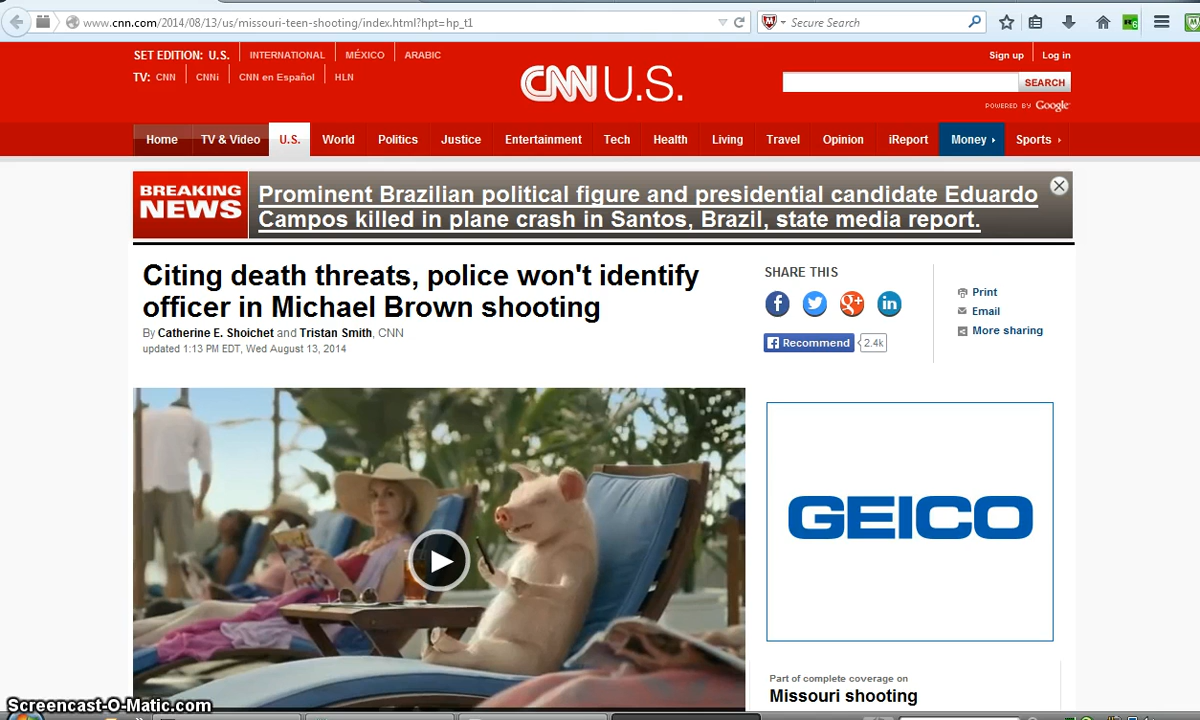 www.cnn.com/2014/08/13/us/missouri-teen-shooting/index.html?hpt=hp_t1
Secure Search
SET EDITION: U.S. INTERNATIONAL MÉXICO ARABIC
Sign up Log in
TV: CNN CNNi CNN en Español HLN
CNN U.S.
SEARCH
POWERED BY Google
Home TV & Video U.S. World Politics Justice Entertainment Tech Health Living Travel Opinion iReport Money Sports
BREAKING NEWS
Prominent Brazilian political figure and presidential candidate Eduardo
Campos killed in plane crash in Santos, Brazil, state media report.
Citing death threats, police won't identify
officer in Michael Brown shooting
By Catherine E. Shoichet and Tristan Smith, CNN
updated 1:13 PM EDT, Wed August 13, 2014
SHARE THIS
Recommend 2.4k
Print
Email
More sharing
GEICO
Part of complete coverage on
Missouri shooting
Screencast-O-Matic.com